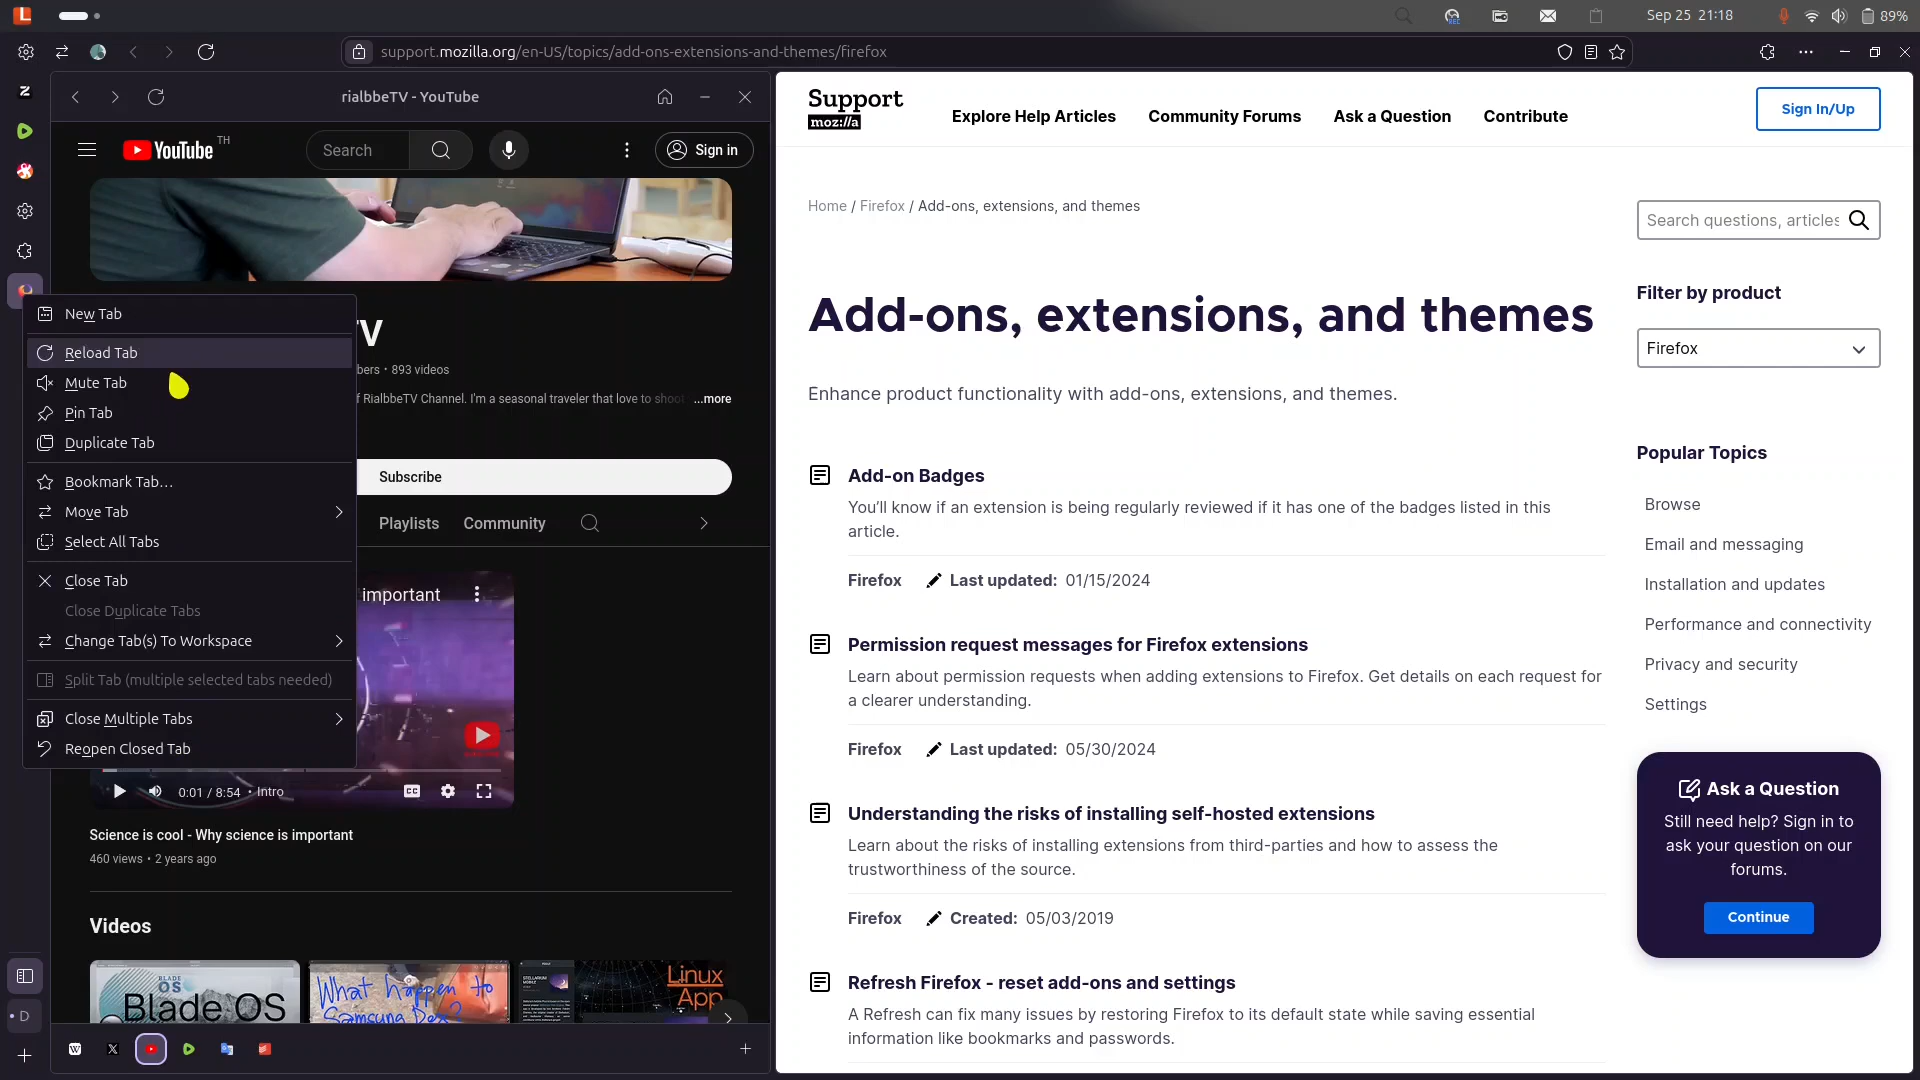 Sep 25 21:18
89%
support.mozilla.org/en-US/topics/add-ons-extensions-and-themes/firefox
rialbbeTV - YouTube
YouTube TH
Search
Sign in
V
bers • 893 videos
f RialbbeTV Channel. I'm a seasonal traveler that love to shoot ...more
Subscribe
Playlists
Community
New Tab
Reload Tab
Mute Tab
Pin Tab
Duplicate Tab
Bookmark Tab…
Move Tab
Select All Tabs
Close Tab
Close Duplicate Tabs
Change Tab(s) To Workspace
Split Tab (multiple selected tabs needed)
Close Multiple Tabs
Reopen Closed Tab
important
0:01 / 8:54 • Intro
Science is cool - Why science is important
460 views • 2 years ago
Videos
BLADE
OS
Blade OS
What happen to
Samsung Dex?
Linux
App
D
Support
moz://a
Explore Help Articles
Community Forums
Ask a Question
Contribute
Sign In/Up
Home / Firefox / Add-ons, extensions, and themes
Add-ons, extensions, and themes
Enhance product functionality with add-ons, extensions, and themes.
Add-on Badges
You’ll know if an extension is being regularly reviewed if it has one of the badges listed in this
article.
Firefox Last updated: 01/15/2024
Permission request messages for Firefox extensions
Learn about permission requests when adding extensions to Firefox. Get details on each request for
a clearer understanding.
Firefox Last updated: 05/30/2024
Understanding the risks of installing self-hosted extensions
Learn about the risks of installing extensions from third-parties and how to assess the
trustworthiness of the source.
Firefox Created: 05/03/2019
Refresh Firefox - reset add-ons and settings
A Refresh can fix many issues by restoring Firefox to its default state while saving essential
information like bookmarks and passwords.
Search questions, articles
Filter by product
Firefox
Popular Topics
Browse
Email and messaging
Installation and updates
Performance and connectivity
Privacy and security
Settings
Ask a Question
Still need help? Sign in to
ask your question on our
forums.
Continue